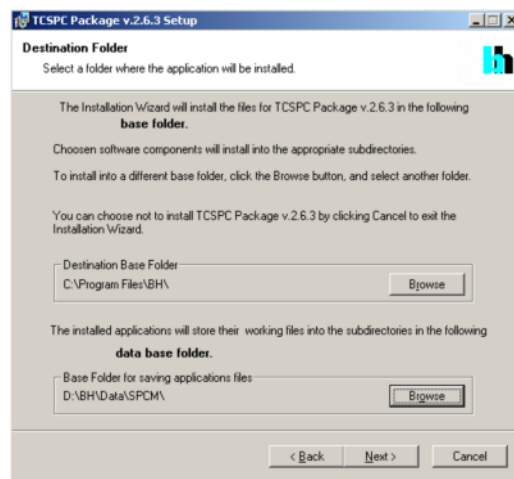 TCSPC Package v.2.6.3 Setup
Destination Folder
Select a folder where the application will be installed.
bh
The Installation Wizard will install the files for TCSPC Package v.2.6.3 in the following
base folder.
Choosen software components will install into the appropriate subdirectories.
To install into a different base folder, click the Browse button, and select another folder.
You can choose not to install TCSPC Package v.2.6.3 by clicking Cancel to exit the
Installation Wizard.
Destination Base Folder
C:\Program Files\BH\
Browse
The installed applications will store their working files into the subdirectories in the following
data base folder.
Base Folder for saving applications files
D:\BH\Data\SPCM\
Browse
< Back Next > Cancel